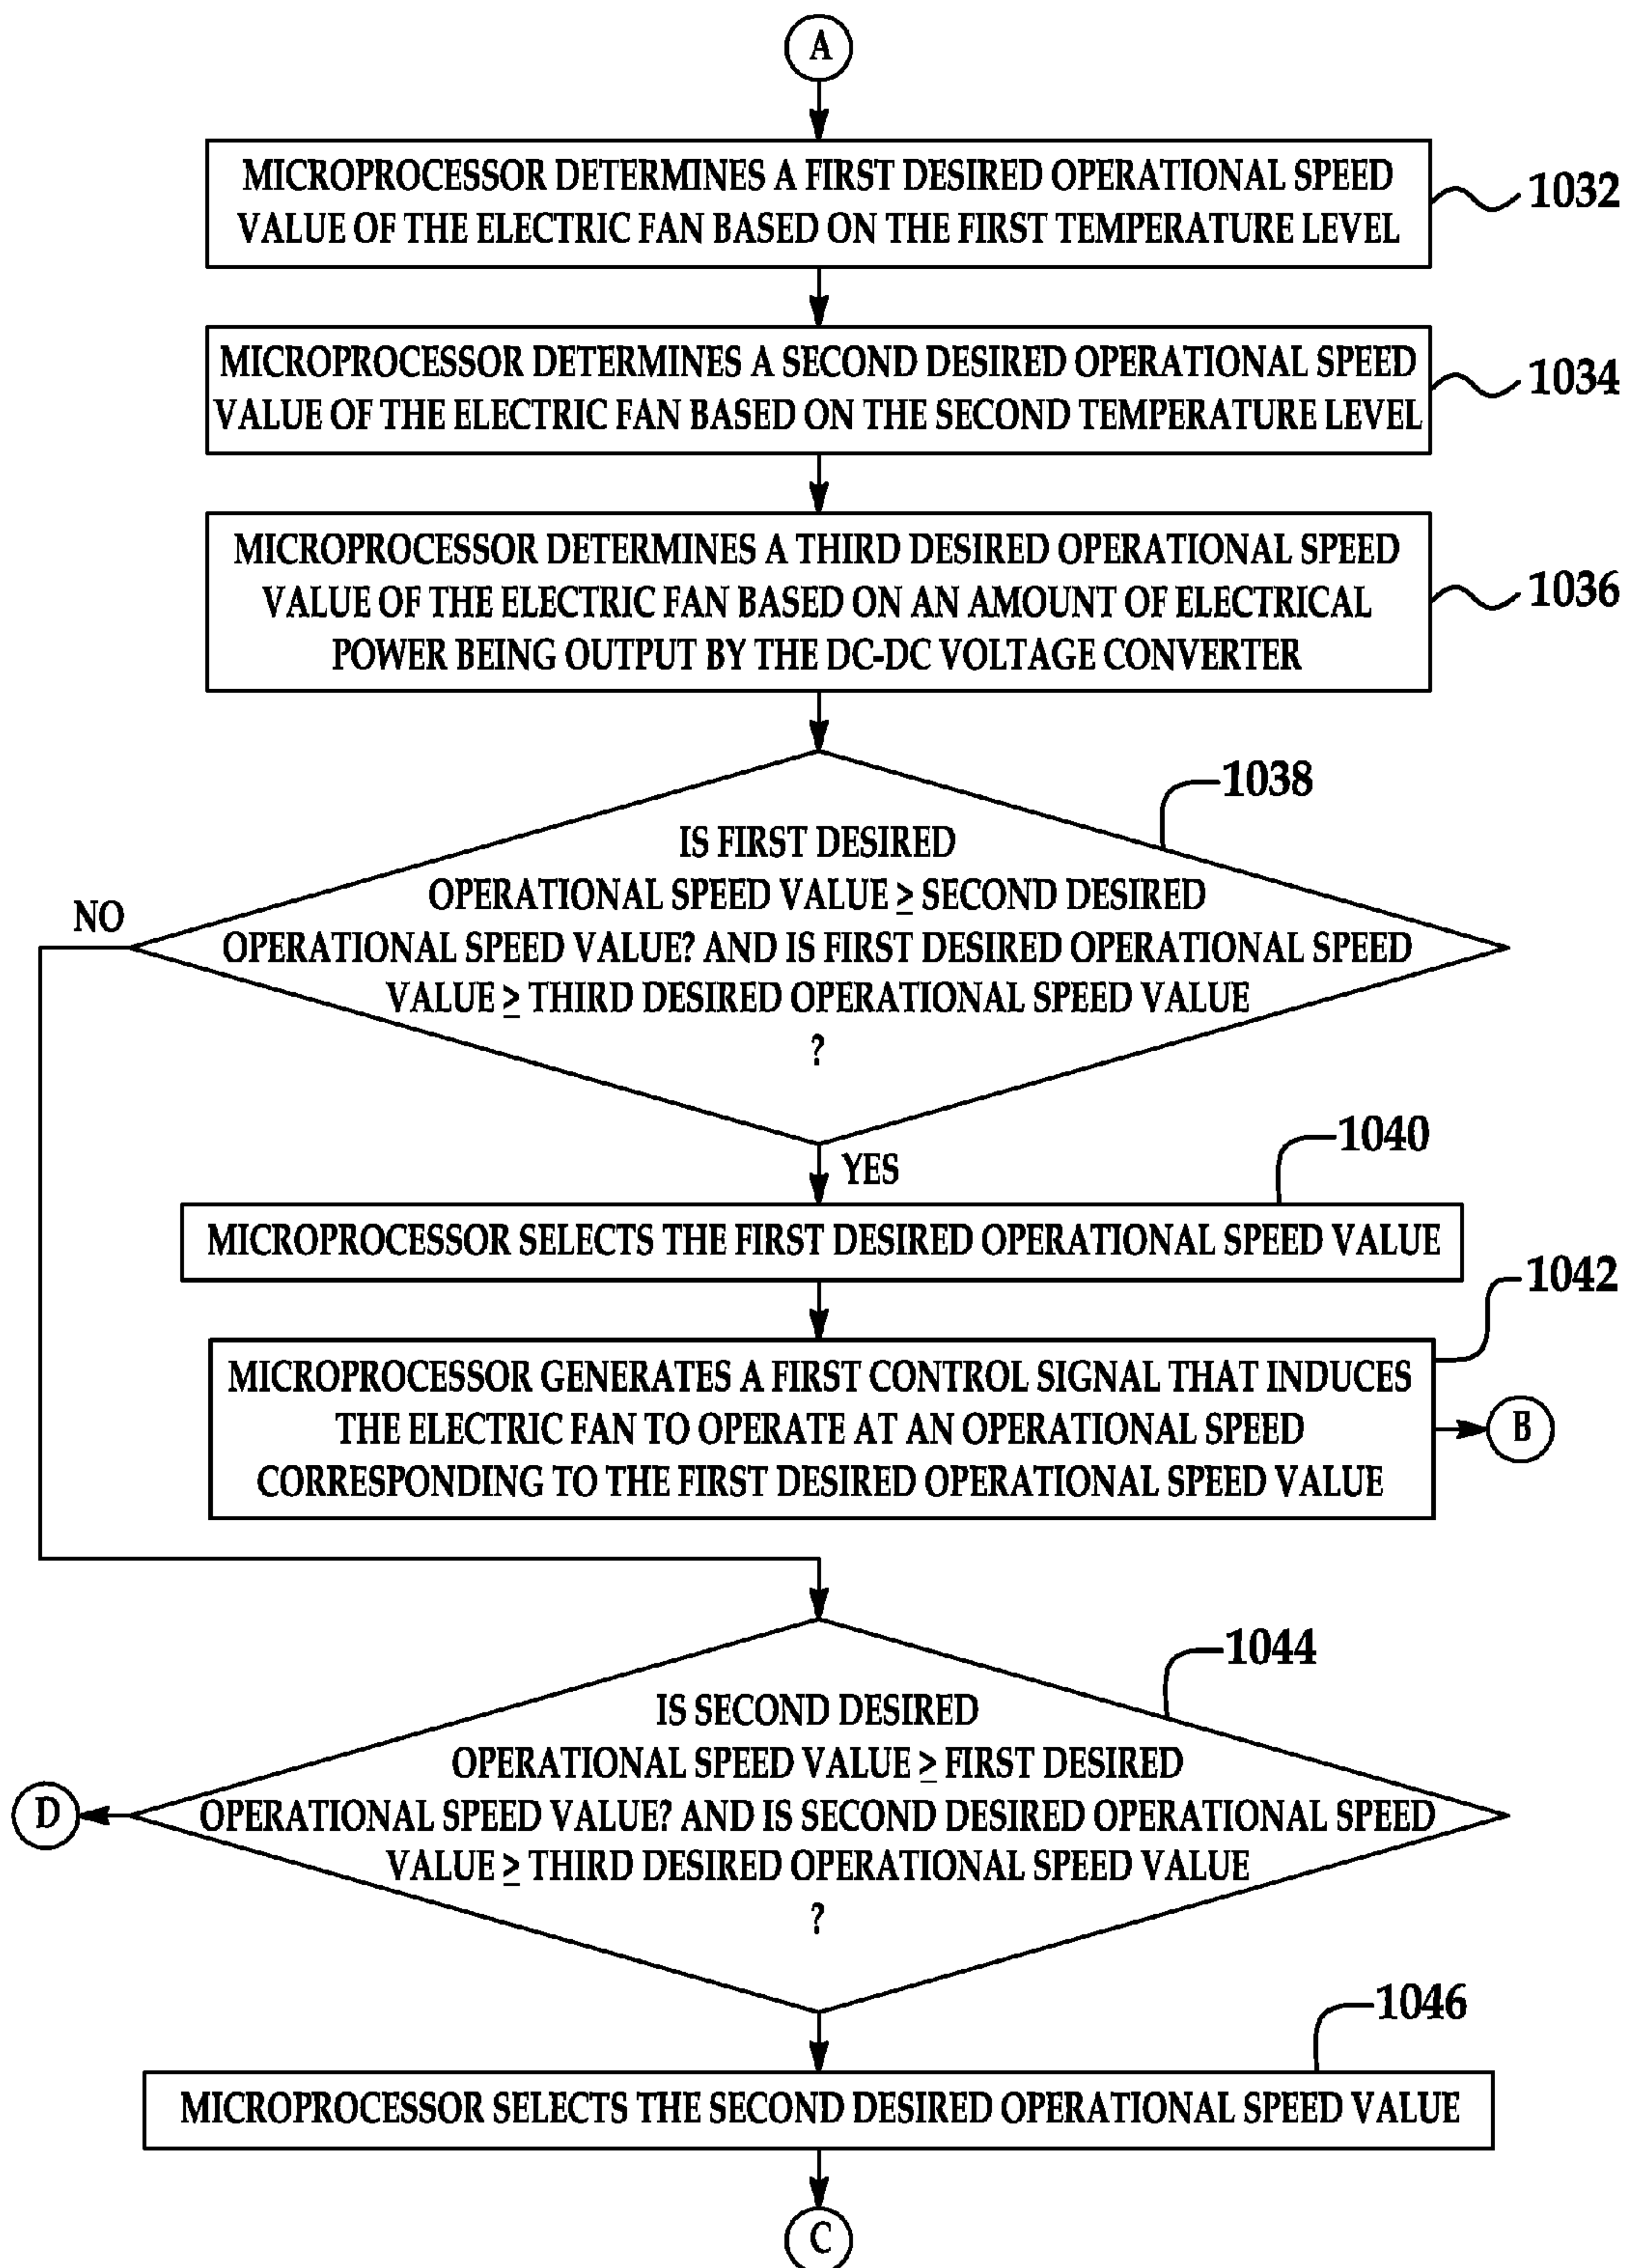 A
MICROPROCESSOR DETERMINES A FIRST DESIRED OPERATIONAL SPEED
VALUE OF THE ELECTRIC FAN BASED ON THE FIRST TEMPERATURE LEVEL
1032
MICROPROCESSOR DETERMINES A SECOND DESIRED OPERATIONAL SPEED
VALUE OF THE ELECTRIC FAN BASED ON THE SECOND TEMPERATURE LEVEL
1034
MICROPROCESSOR DETERMINES A THIRD DESIRED OPERATIONAL SPEED
VALUE OF THE ELECTRIC FAN BASED ON AN AMOUNT OF ELECTRICAL
POWER BEING OUTPUT BY THE DC-DC VOLTAGE CONVERTER
1036
1038
IS FIRST DESIRED
OPERATIONAL SPEED VALUE ≥ SECOND DESIRED
OPERATIONAL SPEED VALUE? AND IS FIRST DESIRED OPERATIONAL SPEED
VALUE ≥ THIRD DESIRED OPERATIONAL SPEED VALUE
?
NO
YES
1040
MICROPROCESSOR SELECTS THE FIRST DESIRED OPERATIONAL SPEED VALUE
1042
MICROPROCESSOR GENERATES A FIRST CONTROL SIGNAL THAT INDUCES
THE ELECTRIC FAN TO OPERATE AT AN OPERATIONAL SPEED
CORRESPONDING TO THE FIRST DESIRED OPERATIONAL SPEED VALUE
B
1044
IS SECOND DESIRED
OPERATIONAL SPEED VALUE ≥ FIRST DESIRED
OPERATIONAL SPEED VALUE? AND IS SECOND DESIRED OPERATIONAL SPEED
VALUE ≥ THIRD DESIRED OPERATIONAL SPEED VALUE
?
D
1046
MICROPROCESSOR SELECTS THE SECOND DESIRED OPERATIONAL SPEED VALUE
C